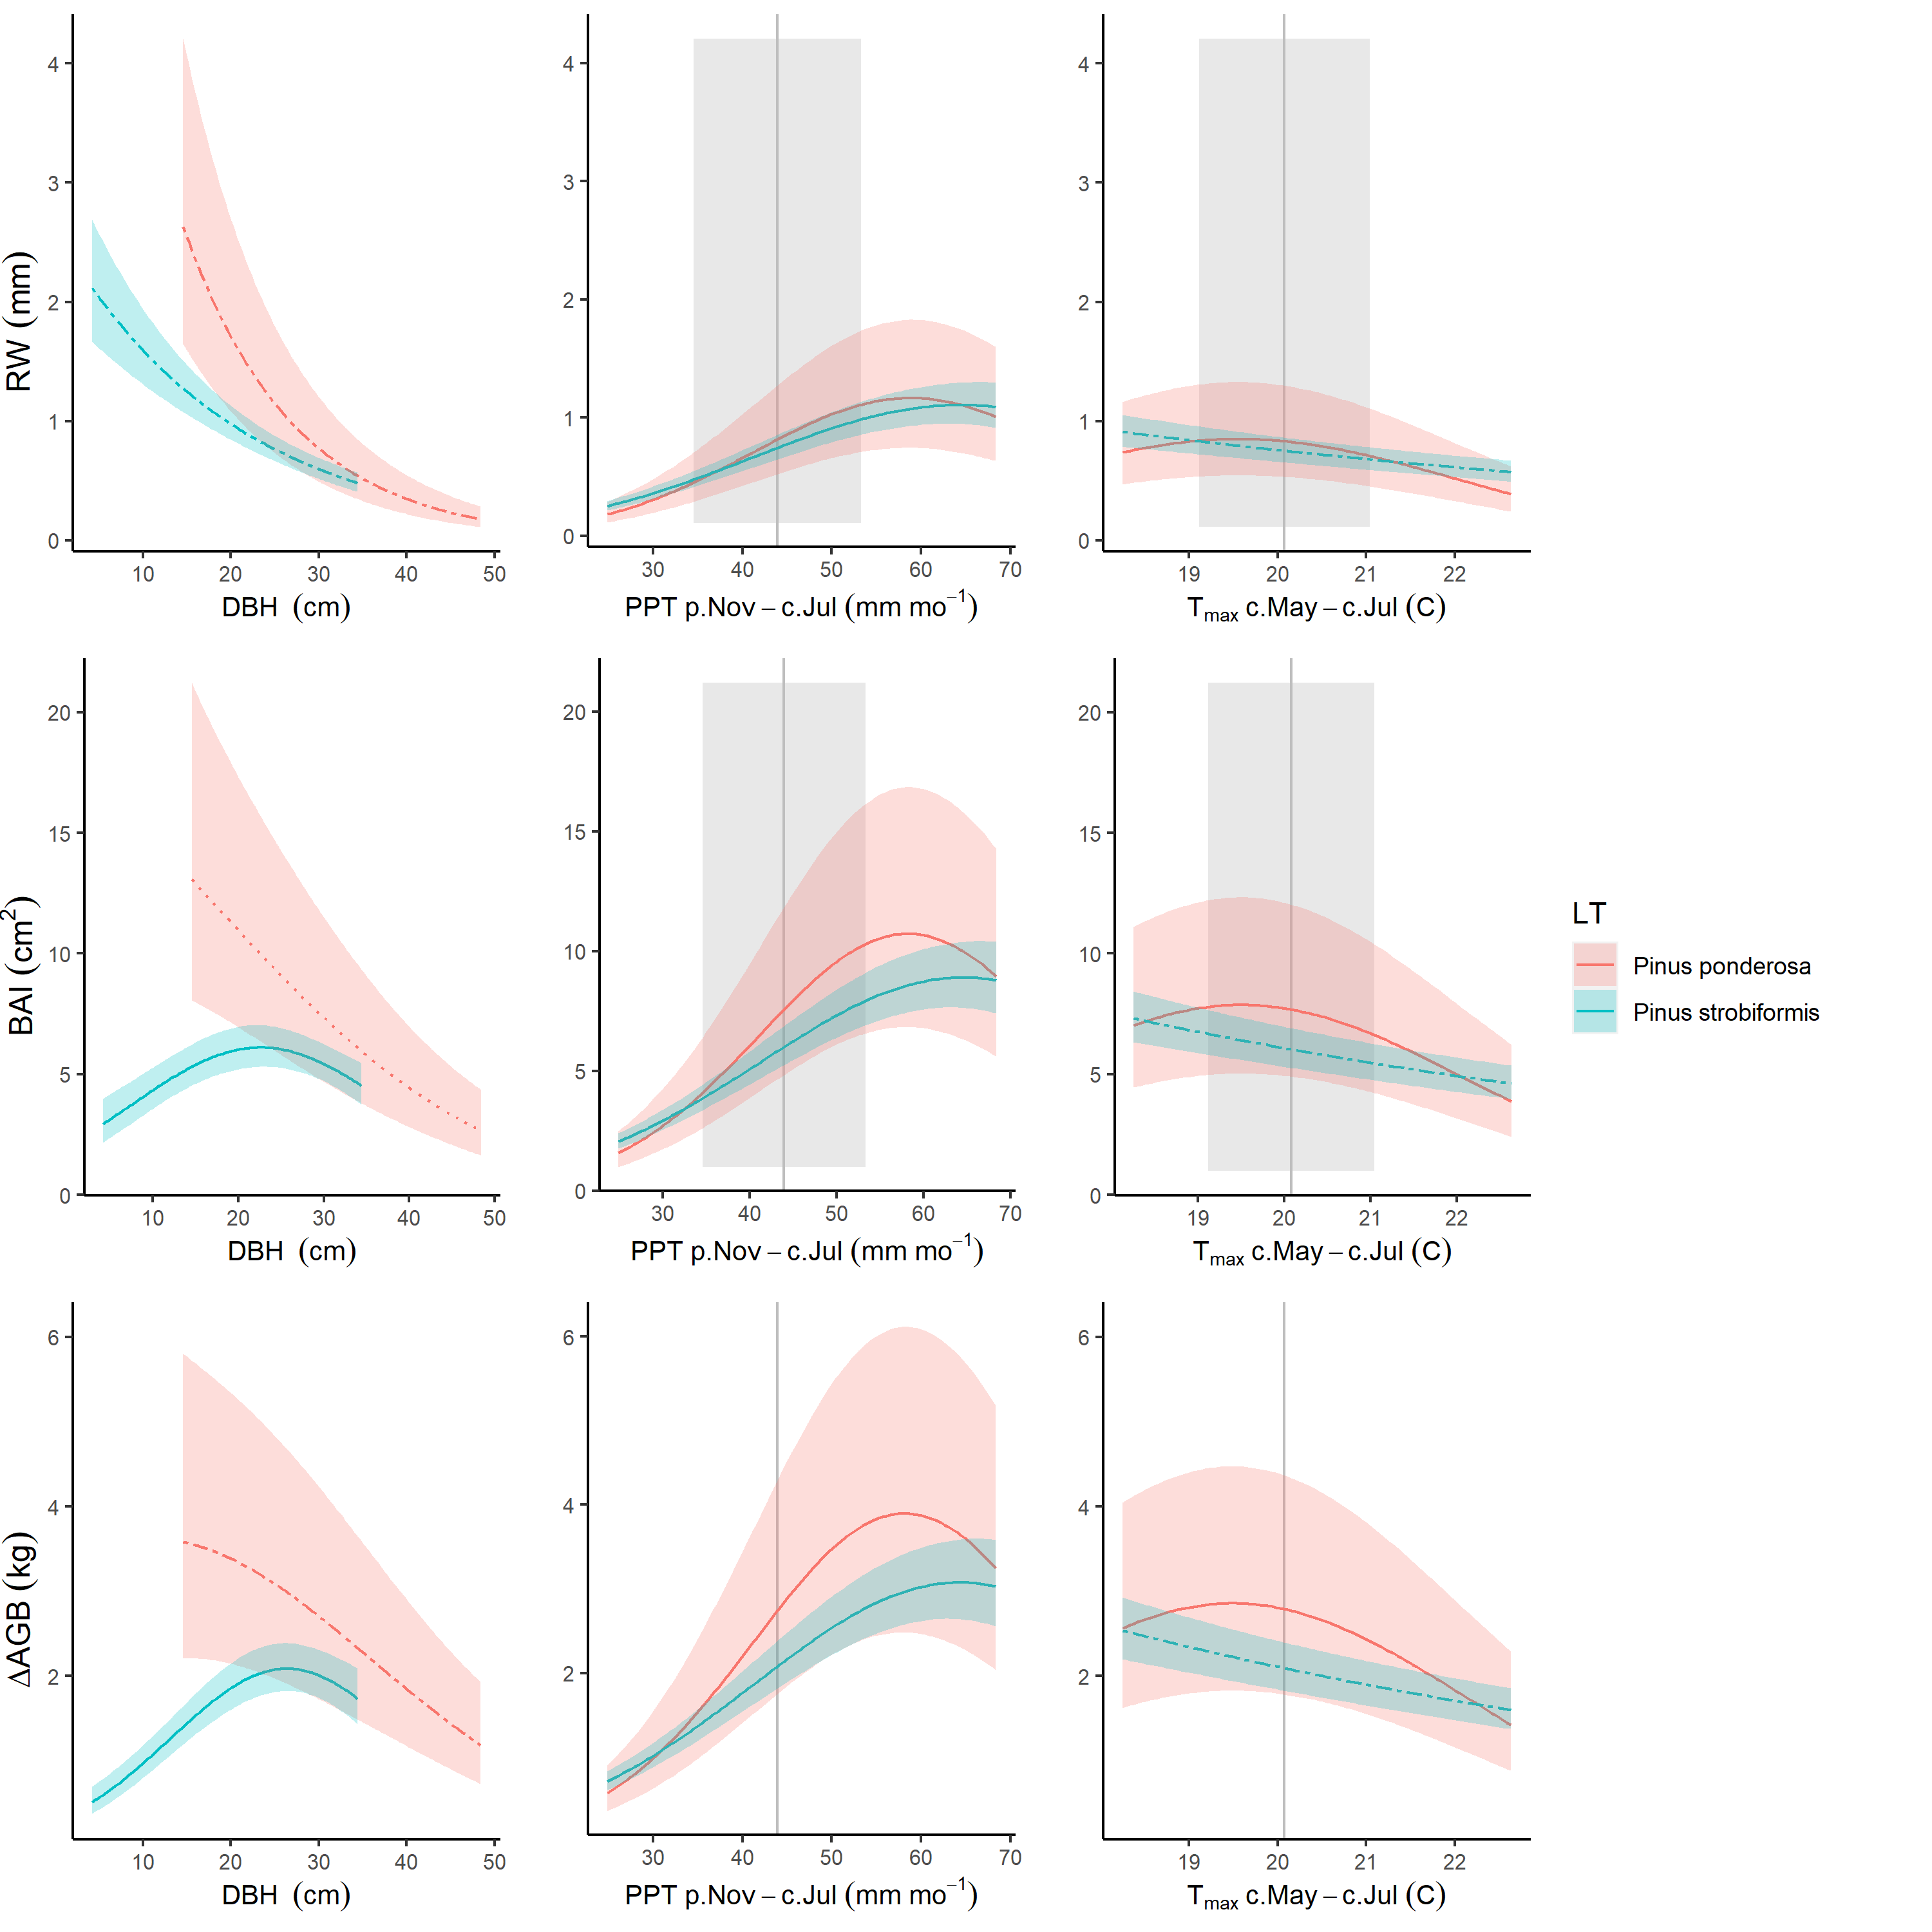 4
3
2
1
0
RW (mm)
10 20 30 40 50
DBH (cm)
4
3
2
1
0
30 40 50 60 70
PPT p.Nov – c.Jul (mm mo⁻¹)
4
3
2
1
0
19 20 21 22
Tmax c.May – c.Jul (C)
20
15
10
5
0
BAI (cm²)
10 20 30 40 50
DBH (cm)
20
15
10
5
0
30 40 50 60 70
PPT p.Nov – c.Jul (mm mo⁻¹)
20
15
10
5
0
19 20 21 22
Tmax c.May – c.Jul (C)
LT
Pinus ponderosa
Pinus strobiformis
6
4
2
ΔAGB (kg)
10 20 30 40 50
DBH (cm)
6
4
2
30 40 50 60 70
PPT p.Nov – c.Jul (mm mo⁻¹)
6
4
2
19 20 21 22
Tmax c.May – c.Jul (C)